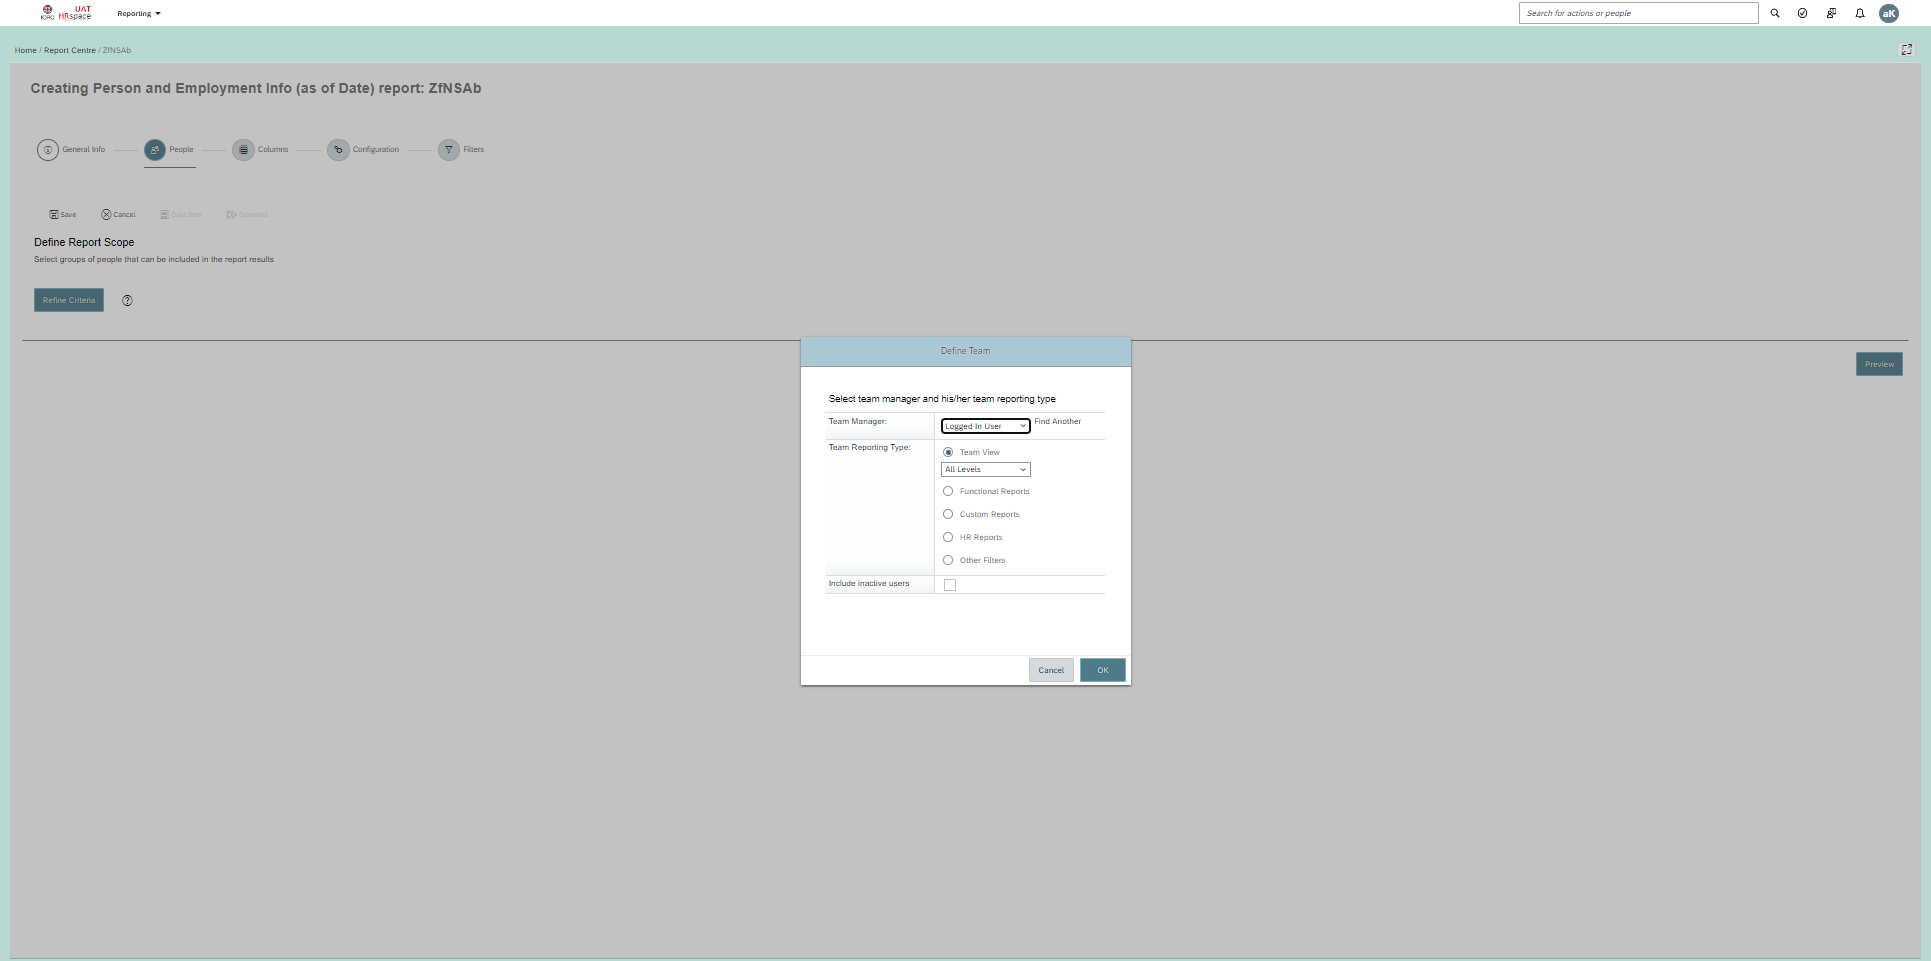 ICRC UAT HRspace Reporting Search for actions or people aK
Home / Report Centre / ZfNSAb
Creating Person and Employment Info (as of Date) report: ZfNSAb
General Info People Columns Configuration Filters
Save Cancel Data Sets Generate
Define Report Scope
Select groups of people that can be included in the report results
Refine Criteria ?
Preview
Define Team
Select team manager and his/her team reporting type
Team Manager: Logged In User Find Another
Team Reporting Type: Team View
All Levels
Functional Reports
Custom Reports
HR Reports
Other Filters
Include inactive users
Cancel OK